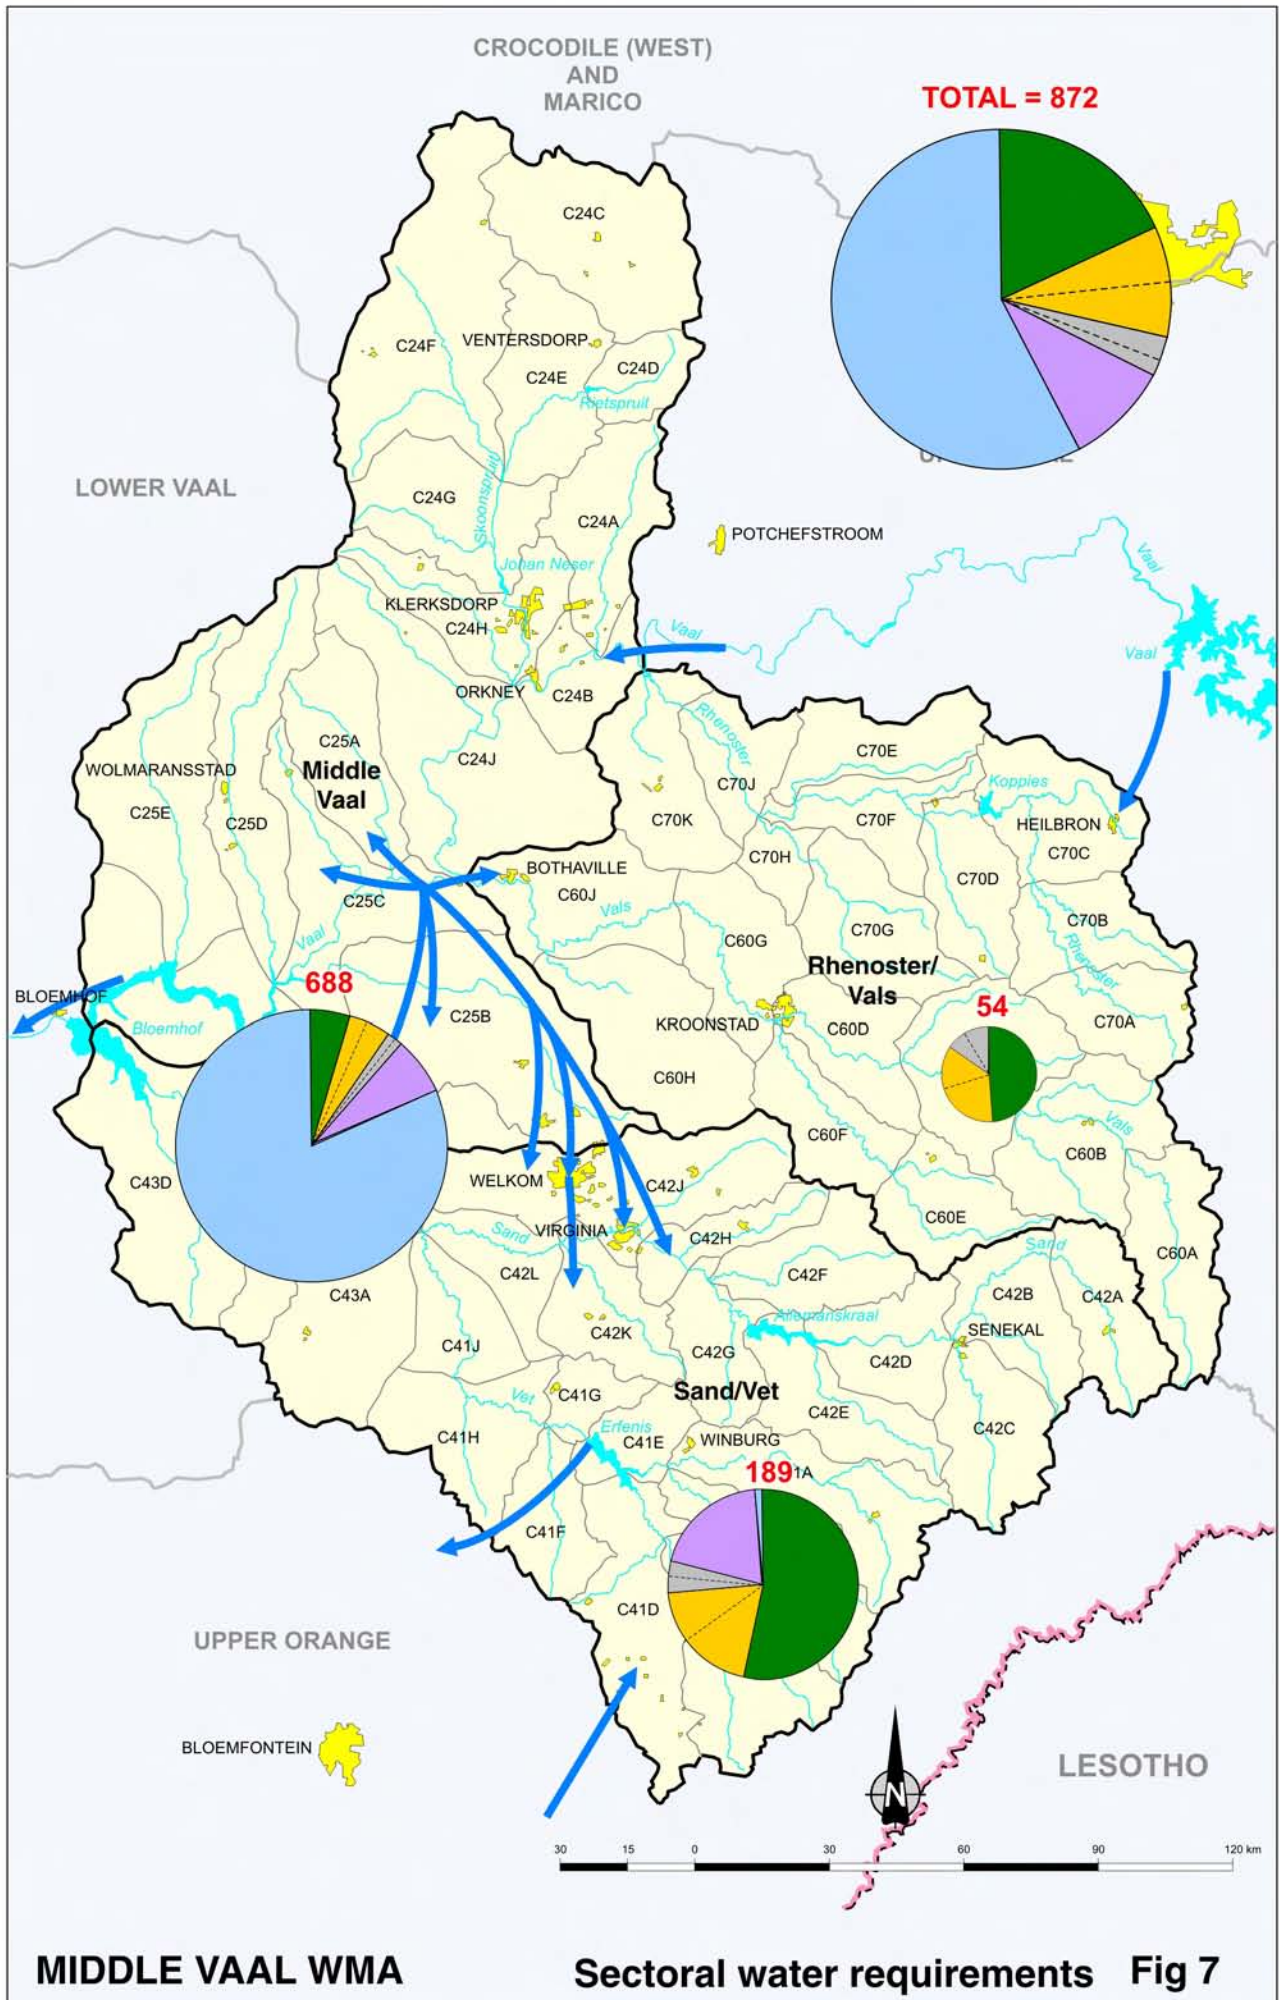 CROCODILE (WEST)
AND
MARICO
TOTAL = 872
C24C
C24F
VENTERSDORP
C24D
C24E
Rietspruit
LOWER VAAL
C24G
Skoonspruit
C24A
POTCHEFSTROOM
Johan Neser
Vaal
KLERKSDORP
C24H
Vaal
Vaal
ORKNEY
C24B
Rhenoster
C25A
C24J
C70E
WOLMARANSSTAD
Middle
Vaal
C70J
Koppies
C25E
C25D
C70K
C70F
HEILBRON
C70H
C70C
BOTHAVILLE
C60J
C70D
C25C
Vals
C70B
Vaal
C60G
C70G
Rhenoster
Rhenoster/
Vals
688
BLOEMHOF
54
Bloemhof
C25B
KROONSTAD
C60D
C70A
C60H
Vals
C60F
C60B
C43D
WELKOM
C42J
C60E
Sand
VIRGINIA
C42H
Sand
C60A
C42L
C42F
C43A
C42B
C42A
Allemanskraal
C42K
SENEKAL
C41J
C42G
C42D
Sand/Vet
Vet
C41G
C42E
C42C
C41H
Erfenis
C41E
WINBURG
189
1A
C41F
C41D
UPPER ORANGE
BLOEMFONTEIN
LESOTHO
N
30 15 0 30 60 90 120 km
MIDDLE VAAL WMA
Sectoral water requirements Fig 7